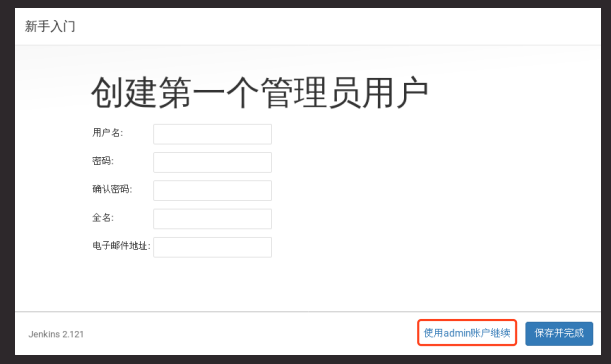 新手入门
创建第一个管理员用户
用户名:
密码:
确认密码:
全名:
电子邮件地址:
Jenkins 2.121
使用admin账户继续
保存并完成